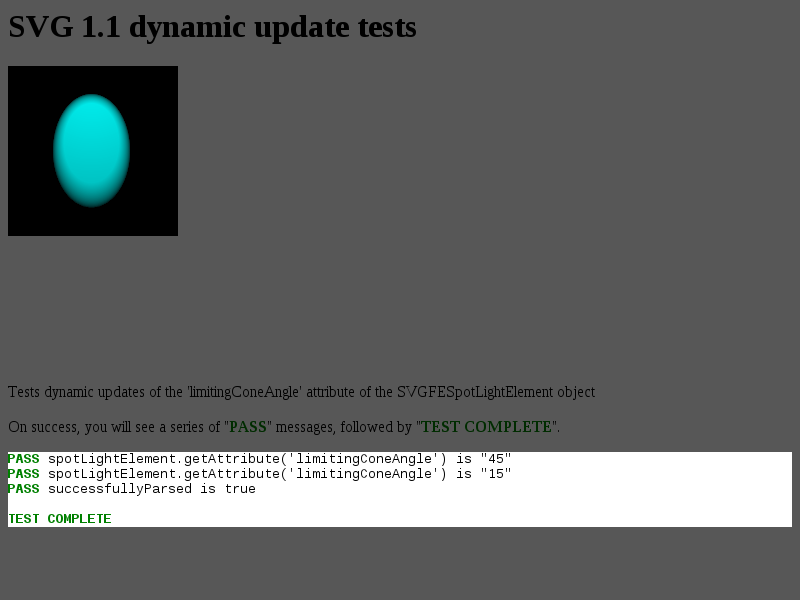 SVG 1.1 dynamic update tests
Tests dynamic updates of the 'limitingConeAngle' attribute of the SVGFESpotLightElement object
On success, you will see a series of "PASS" messages, followed by "TEST COMPLETE".
PASS spotLightElement.getAttribute('limitingConeAngle') is "45"
PASS spotLightElement.getAttribute('limitingConeAngle') is "15"
PASS successfullyParsed is true
TEST COMPLETE